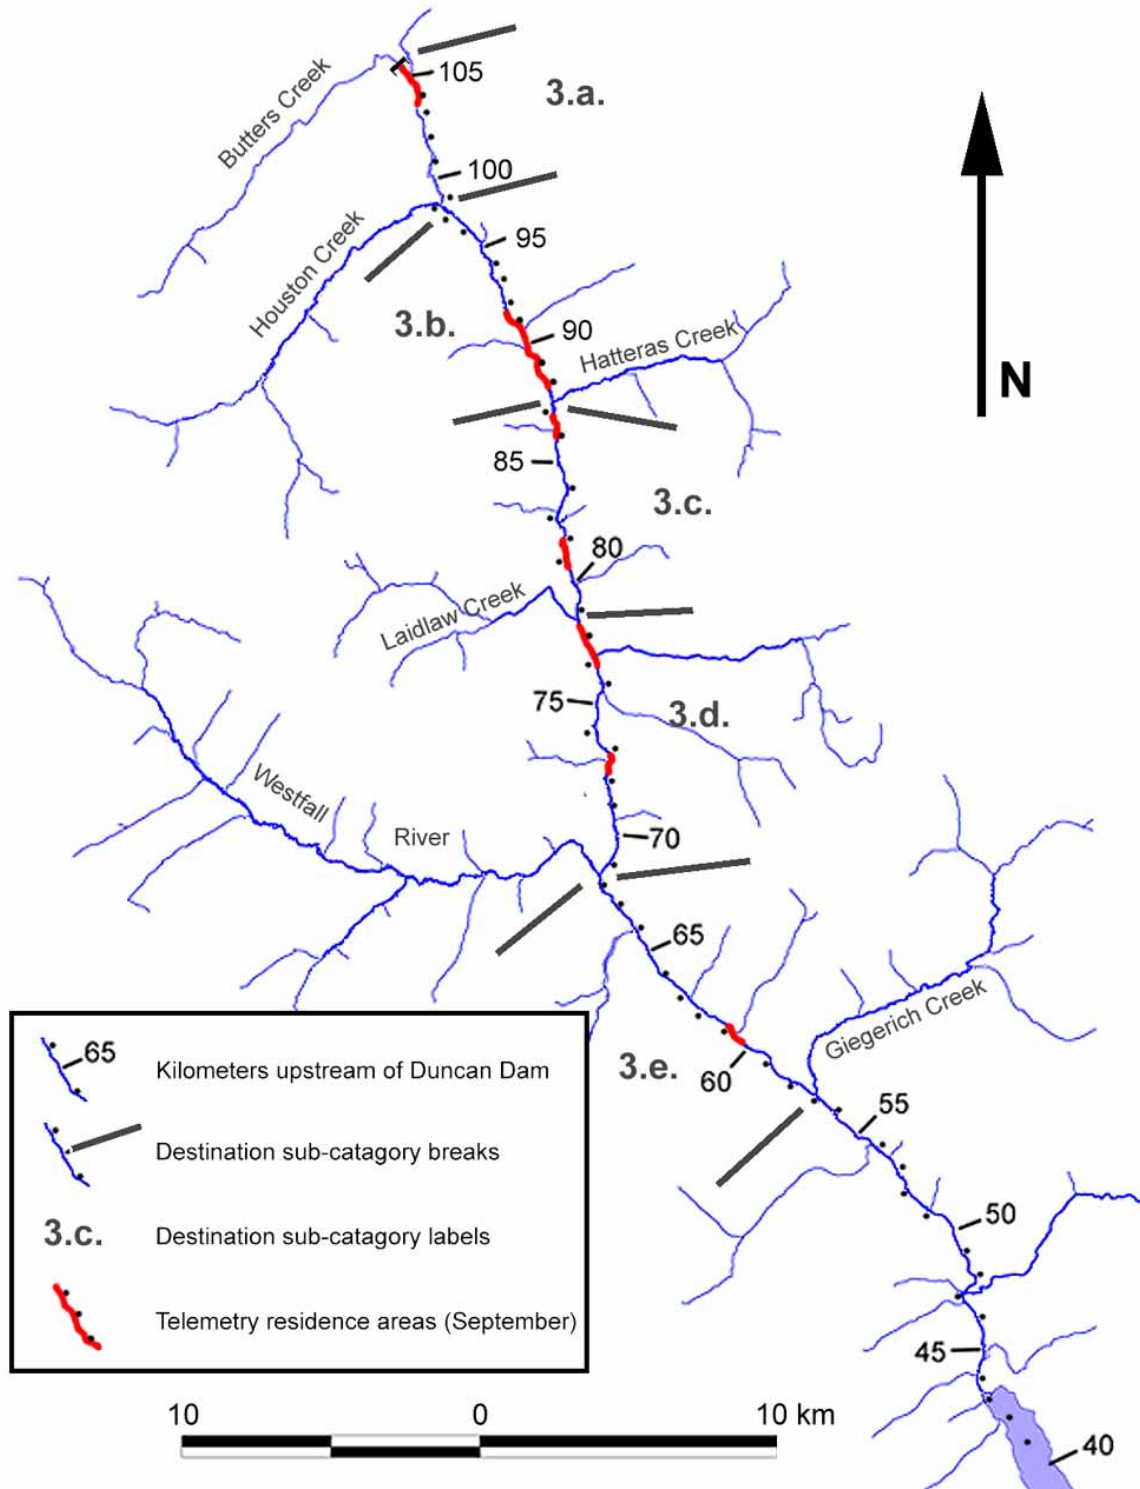 105
3.a.
Butters Creek
100
95
Houston Creek
3.b.
90
Hatteras Creek
N
85
3.c.
80
Laidlaw Creek
75
3.d.
Westfall
River
70
65
Giegerich Creek
3.e.
60
55
50
45
40
65
Kilometers upstream of Duncan Dam
Destination sub-catagory breaks
3.c.
Destination sub-catagory labels
Telemetry residence areas (September)
10 0 10 km